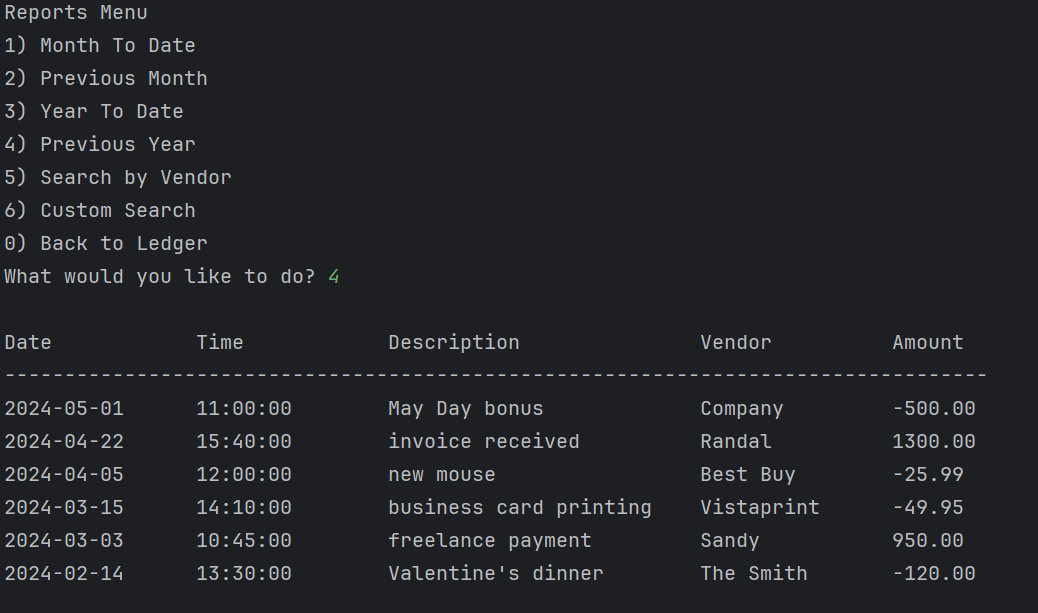 Reports Menu
1) Month To Date
2) Previous Month
3) Year To Date
4) Previous Year
5) Search by Vendor
6) Custom Search
0) Back to Ledger
What would you like to do? 4
Date Time Description Vendor Amount
----------------------------------------------------------------------------------
2024-05-01 11:00:00 May Day bonus Company -500.00
2024-04-22 15:40:00 invoice received Randal 1300.00
2024-04-05 12:00:00 new mouse Best Buy -25.99
2024-03-15 14:10:00 business card printing Vistaprint -49.95
2024-03-03 10:45:00 freelance payment Sandy 950.00
2024-02-14 13:30:00 Valentine's dinner The Smith -120.00